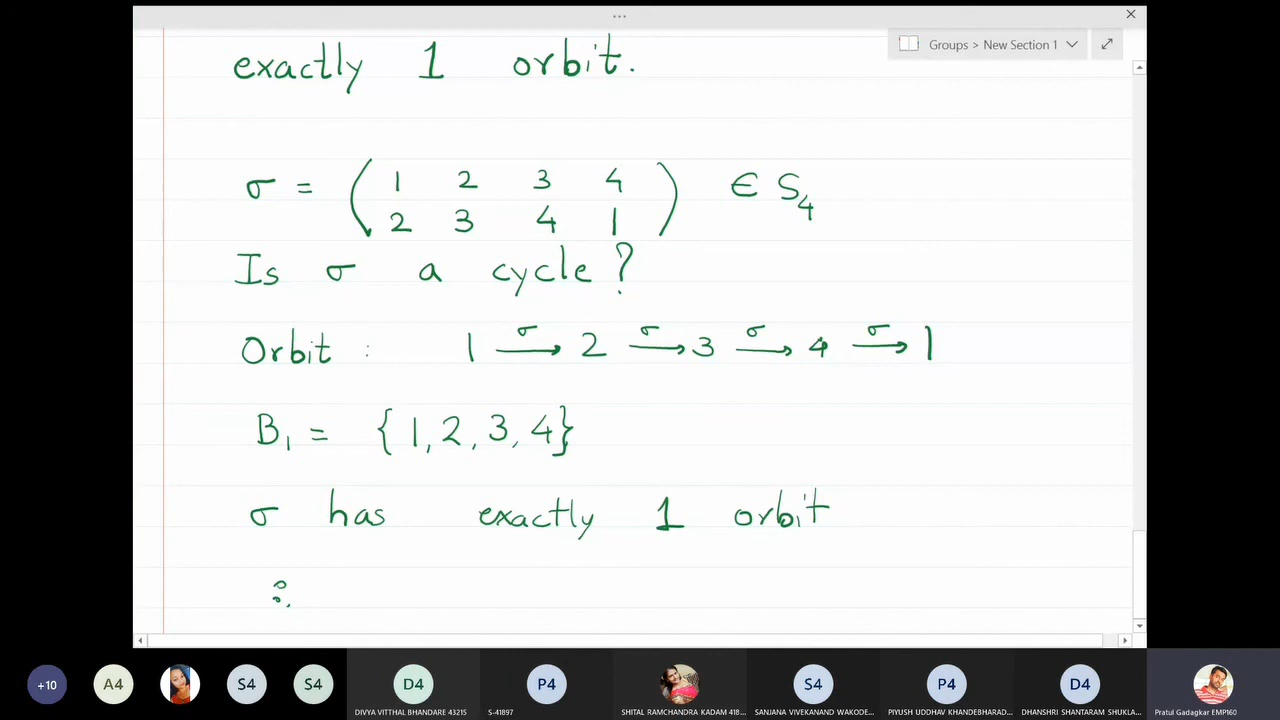 Groups > New Section 1
exactly 1 orbit.
σ = ( 1 2 3 4 ) ∈ S₄
2 3 4 1
Is σ a cycle?
Orbit : 1 —σ→ 2 —σ→ 3 —σ→ 4 —σ→ 1
B₁ = {1, 2, 3, 4}
σ has exactly 1 orbit
+10
A4
S4
S4
D4
P4
S4
P4
D4
DIVYA VITTHAL BHANDARE 43215
S-41897
SHITAL RAMCHANDRA KADAM 418...
SANJANA VIVEKANAND WAKODE...
PIYUSH UDDHAV KHANDEBHARAD...
DHANSHRI SHANTARAM SHUKLA...
Pratul Gadagkar EMP160